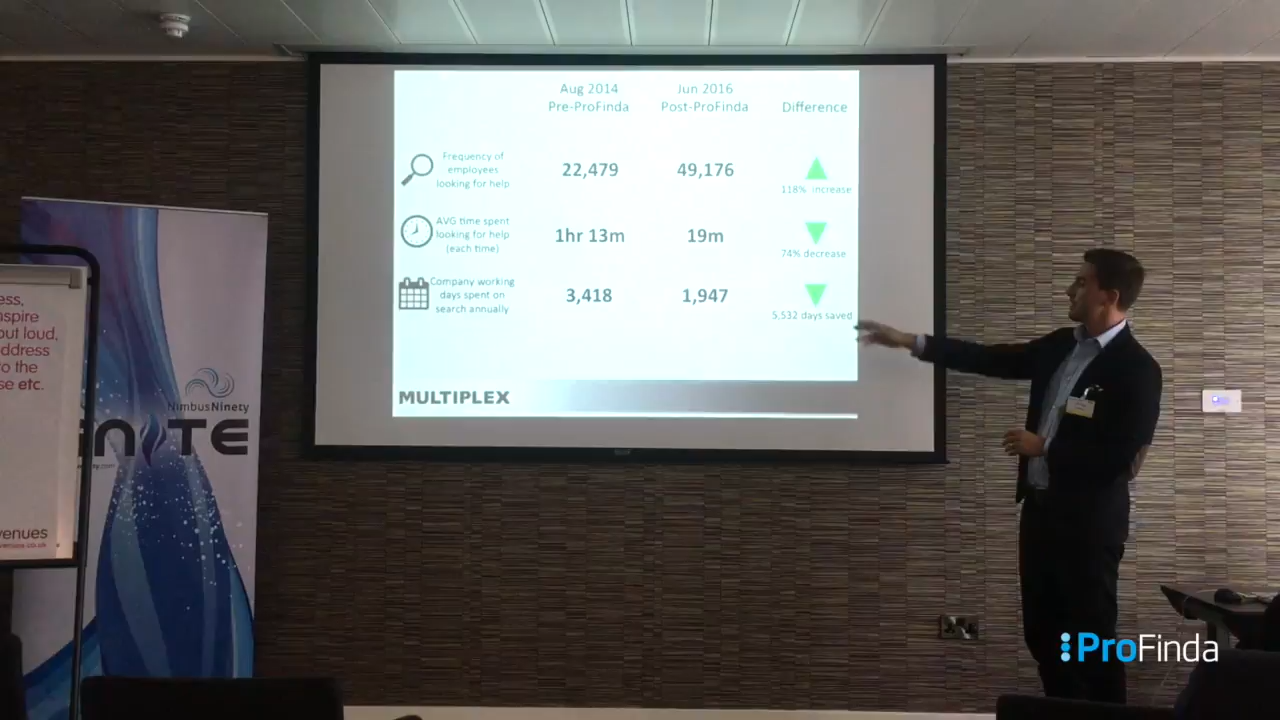 Aug 2014
Pre-ProFinda
Jun 2016
Post-ProFinda
Difference
Frequency of
employees
looking for help
22,479
49,176
118% increase
AVG time spent
looking for help
(each time)
1hr 13m
19m
74% decrease
Company working
days spent on
search annually
3,418
1,947
5,532 days saved
MULTIPLEX
ess,
nspire
out loud,
ddress
o the
se etc.
venues
NimbusNinety
NITE
ProFinda